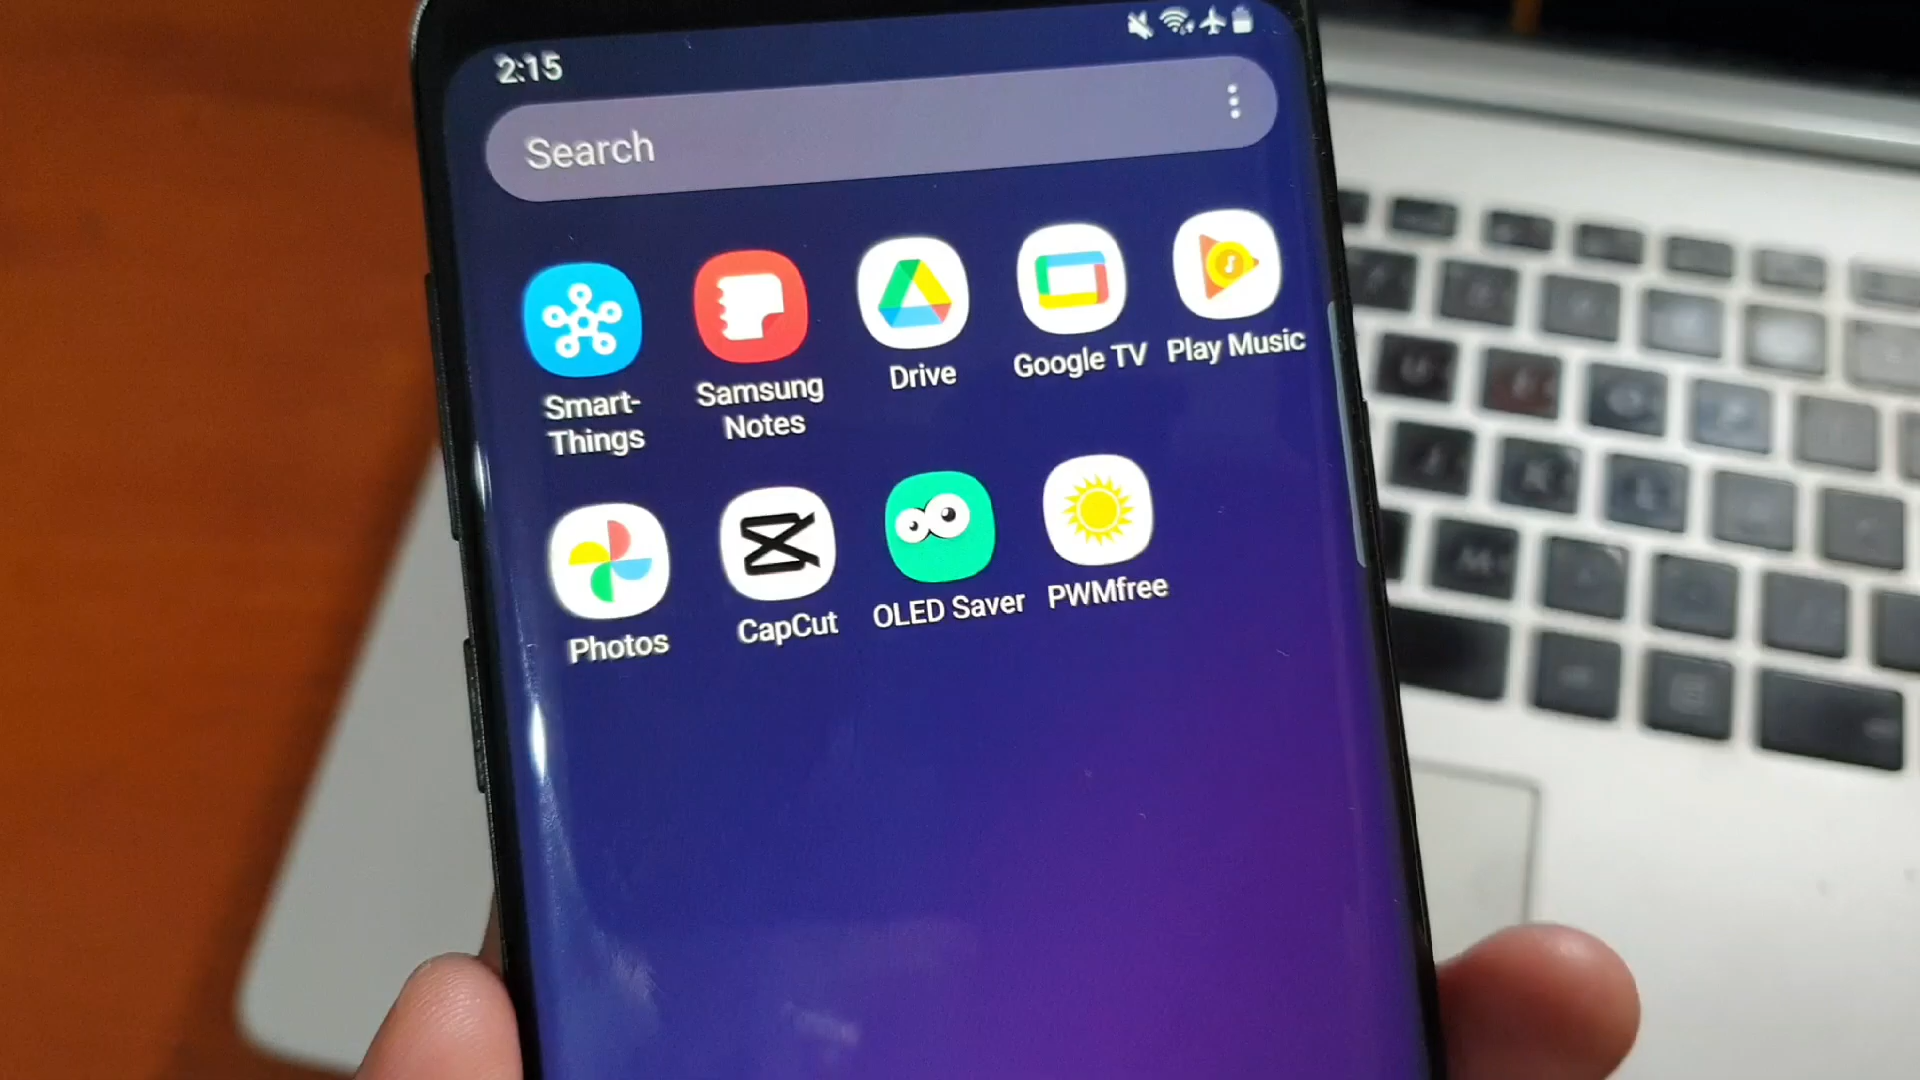 2:15
Search
Smart-
Things
Samsung
Notes
Drive
Google TV
Play Music
Photos
CapCut
OLED Saver
PWMfree